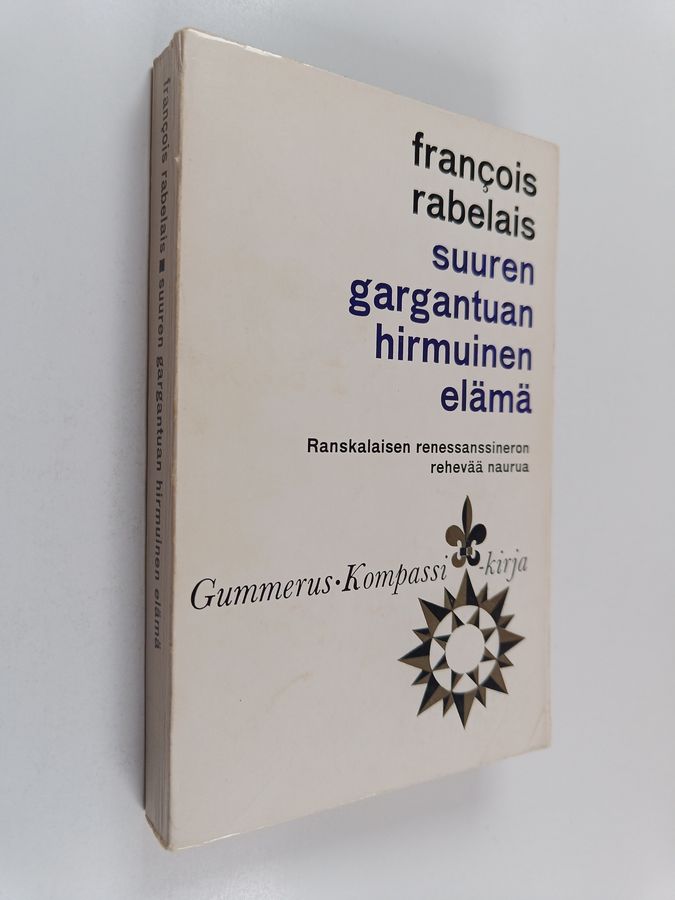 françois
rabelais
suuren
gargantuan
hirmuinen
elämä
Ranskalaisen renessanssineron
rehevää naurua
Gummerus·Kompassi -kirja
françois rabelais ■ suuren gargantuan hirmuinen elämä